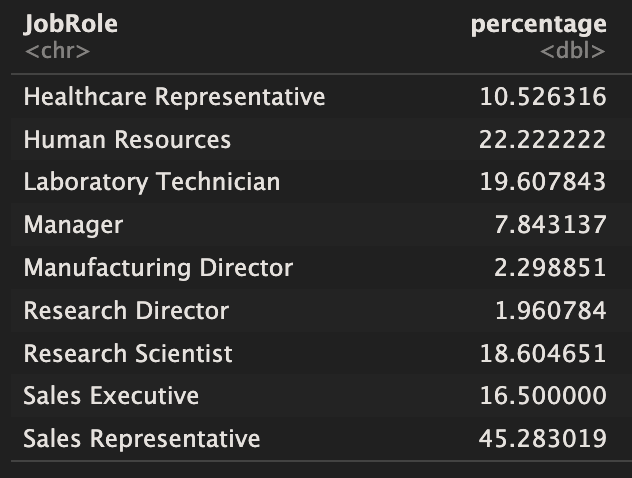 JobRole percentage
<chr> <dbl>
Healthcare Representative 10.526316
Human Resources 22.222222
Laboratory Technician 19.607843
Manager 7.843137
Manufacturing Director 2.298851
Research Director 1.960784
Research Scientist 18.604651
Sales Executive 16.500000
Sales Representative 45.283019